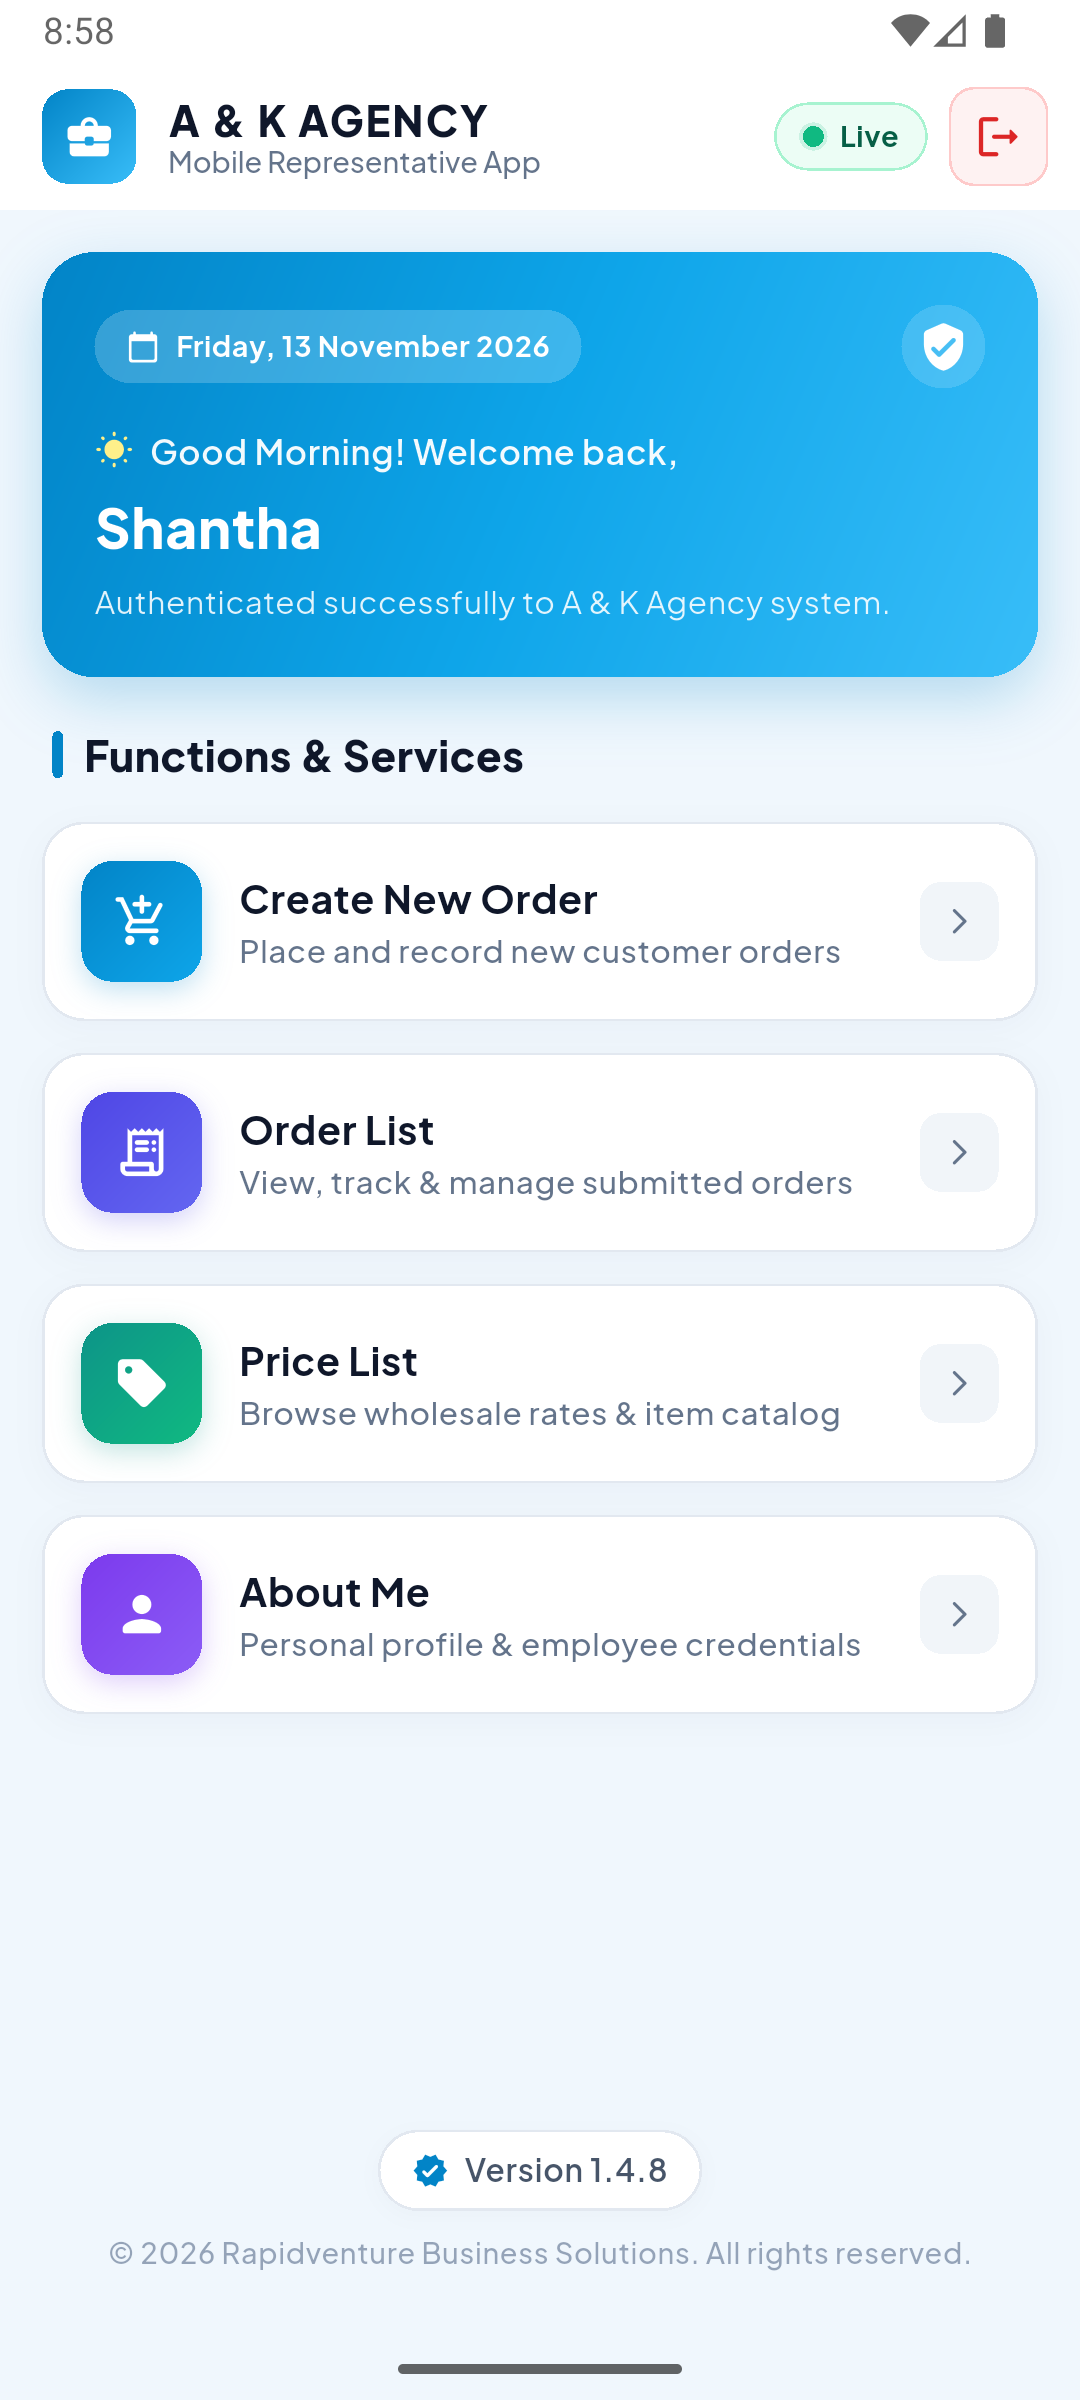 8:58
A & K AGENCY
Mobile Representative App
Live
Friday, 13 November 2026
Good Morning! Welcome back,
Shantha
Authenticated successfully to A & K Agency system.
Functions & Services
Create New Order
Place and record new customer orders
Order List
View, track & manage submitted orders
Price List
Browse wholesale rates & item catalog
About Me
Personal profile & employee credentials
Version 1.4.8
© 2026 Rapidventure Business Solutions. All rights reserved.